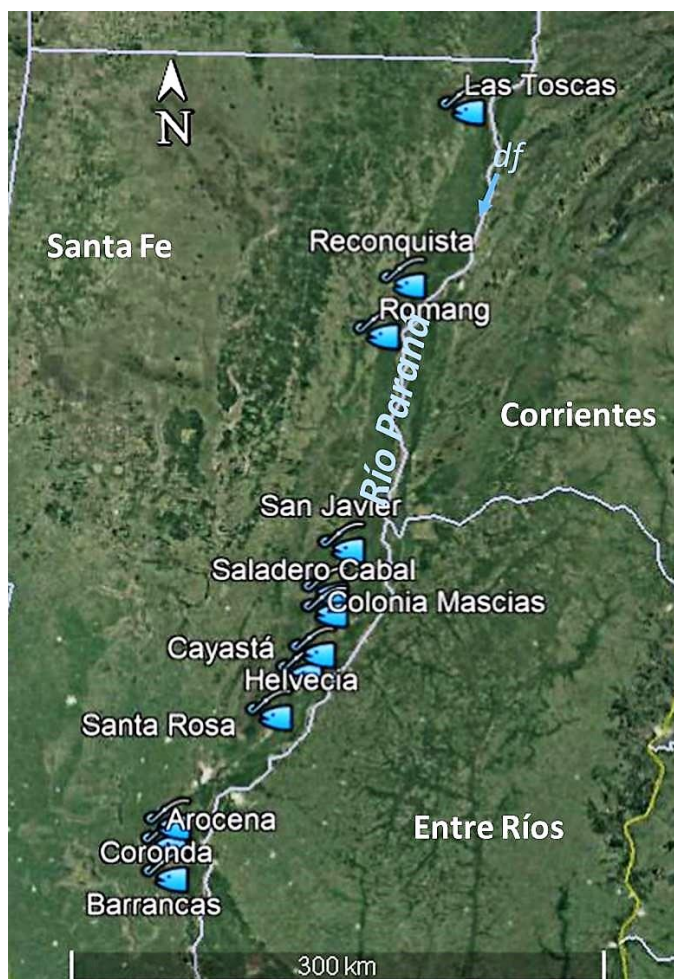 Las Toscas
N
df
Santa Fe
Reconquista
Romang
Río Paraná
Corrientes
San Javier
Saladero Cabal
Colonia Mascias
Cayastá
Helvecia
Santa Rosa
Arocena
Entre Ríos
Coronda
Barrancas
300 km